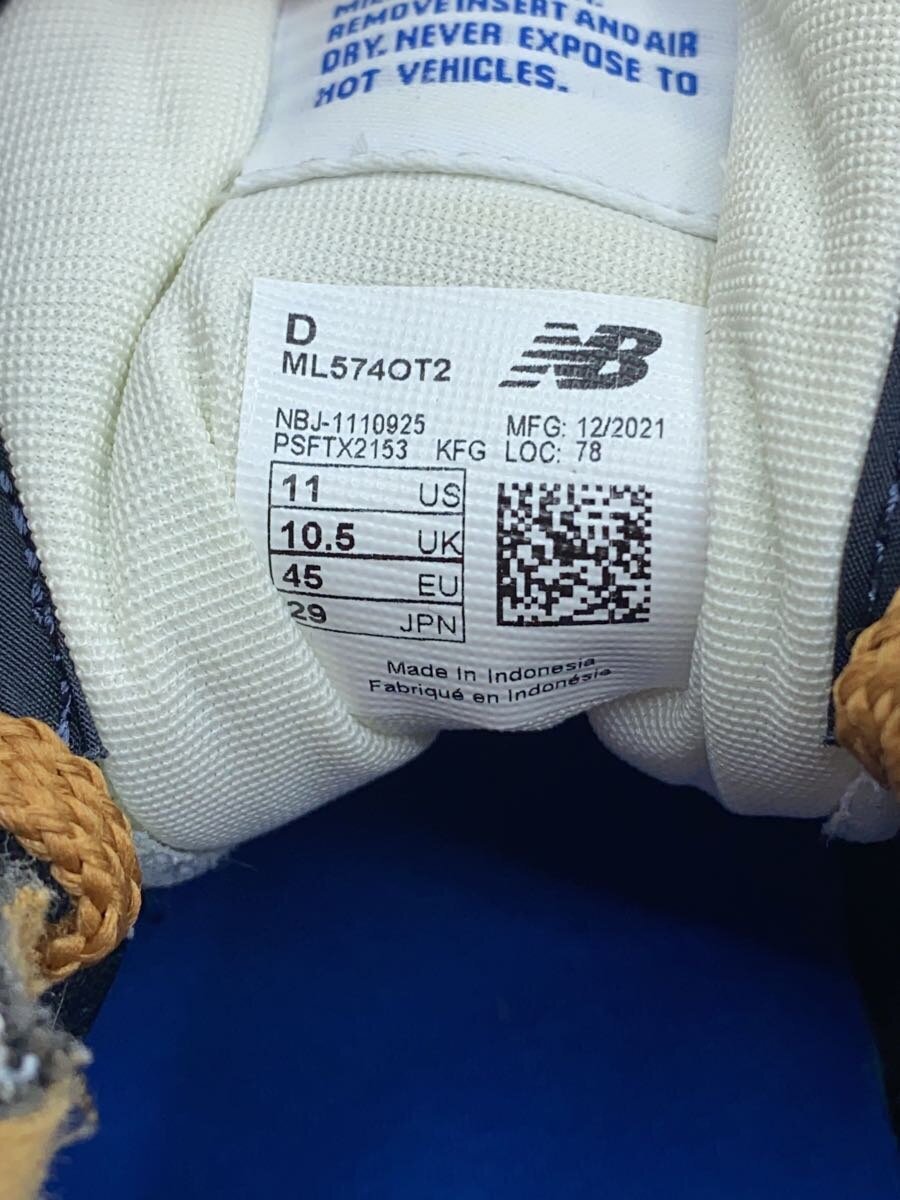 REMOVE INSERT AND AIR
DRY. NEVER EXPOSE TO
HOT VEHICLES.
D
ML574OT2
NB
NBJ-1110925
MFG: 12/2021
PSFTX2153 KFG
LOC: 78
11 US
10.5 UK
45 EU
29 JPN
Made In Indonesia
Fabriqué en Indonésia